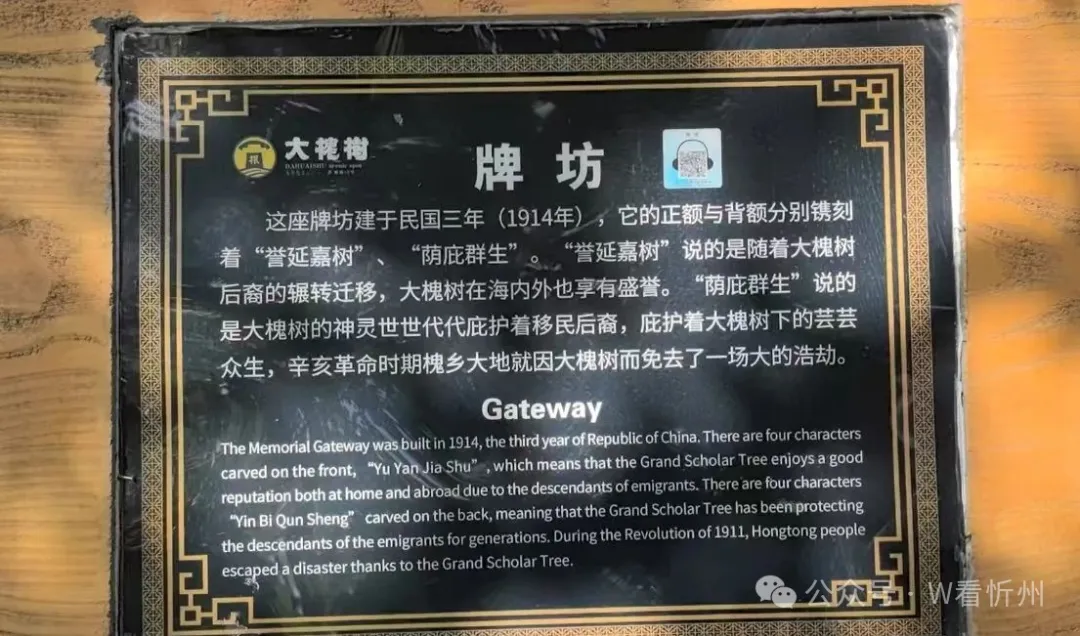 大槐树
DAHUAISHU
牌坊
这座牌坊建于民国三年（1914年），它的正额与背额分别镌刻
着“誉延嘉树”、“荫庇群生”。“誉延嘉树”说的是随着大槐树
后裔的辗转迁移，大槐树在海内外也享有盛誉。“荫庇群生”说的
是大槐树的神灵世世代代庇护着移民后裔，庇护着大槐树下的芸芸
众生，辛亥革命时期槐乡大地就因大槐树而免去了一场大的浩劫。
Gateway
The Memorial Gateway was built in 1914, the third year of Republic of China. There are four characters
carved on the front, “Yu Yan Jia Shu”, which means that the Grand Scholar Tree enjoys a good
reputation both at home and abroad due to the descendants of emigrants. There are four characters
“Yin Bi Qun Sheng” carved on the back, meaning that the Grand Scholar Tree has been protecting
the descendants of the emigrants for generations. During the Revolution of 1911, Hongtong people
escaped a disaster thanks to the Grand Scholar Tree.
公众号·W看忻州